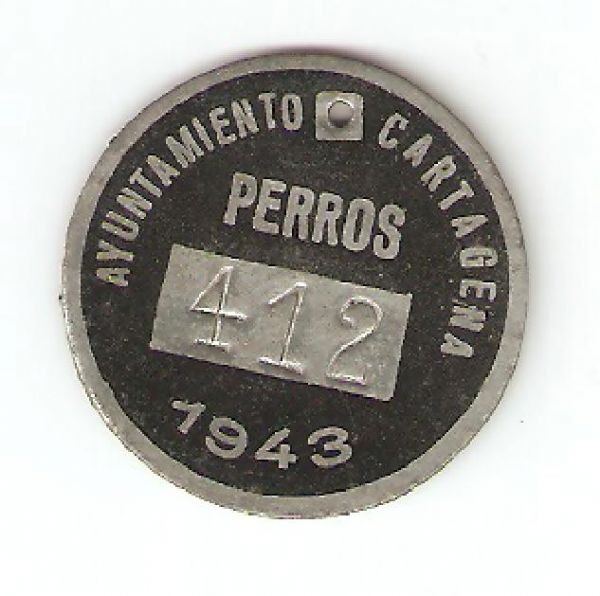 AYUNTAMIENTO CARTAGENA
PERROS
412
1943